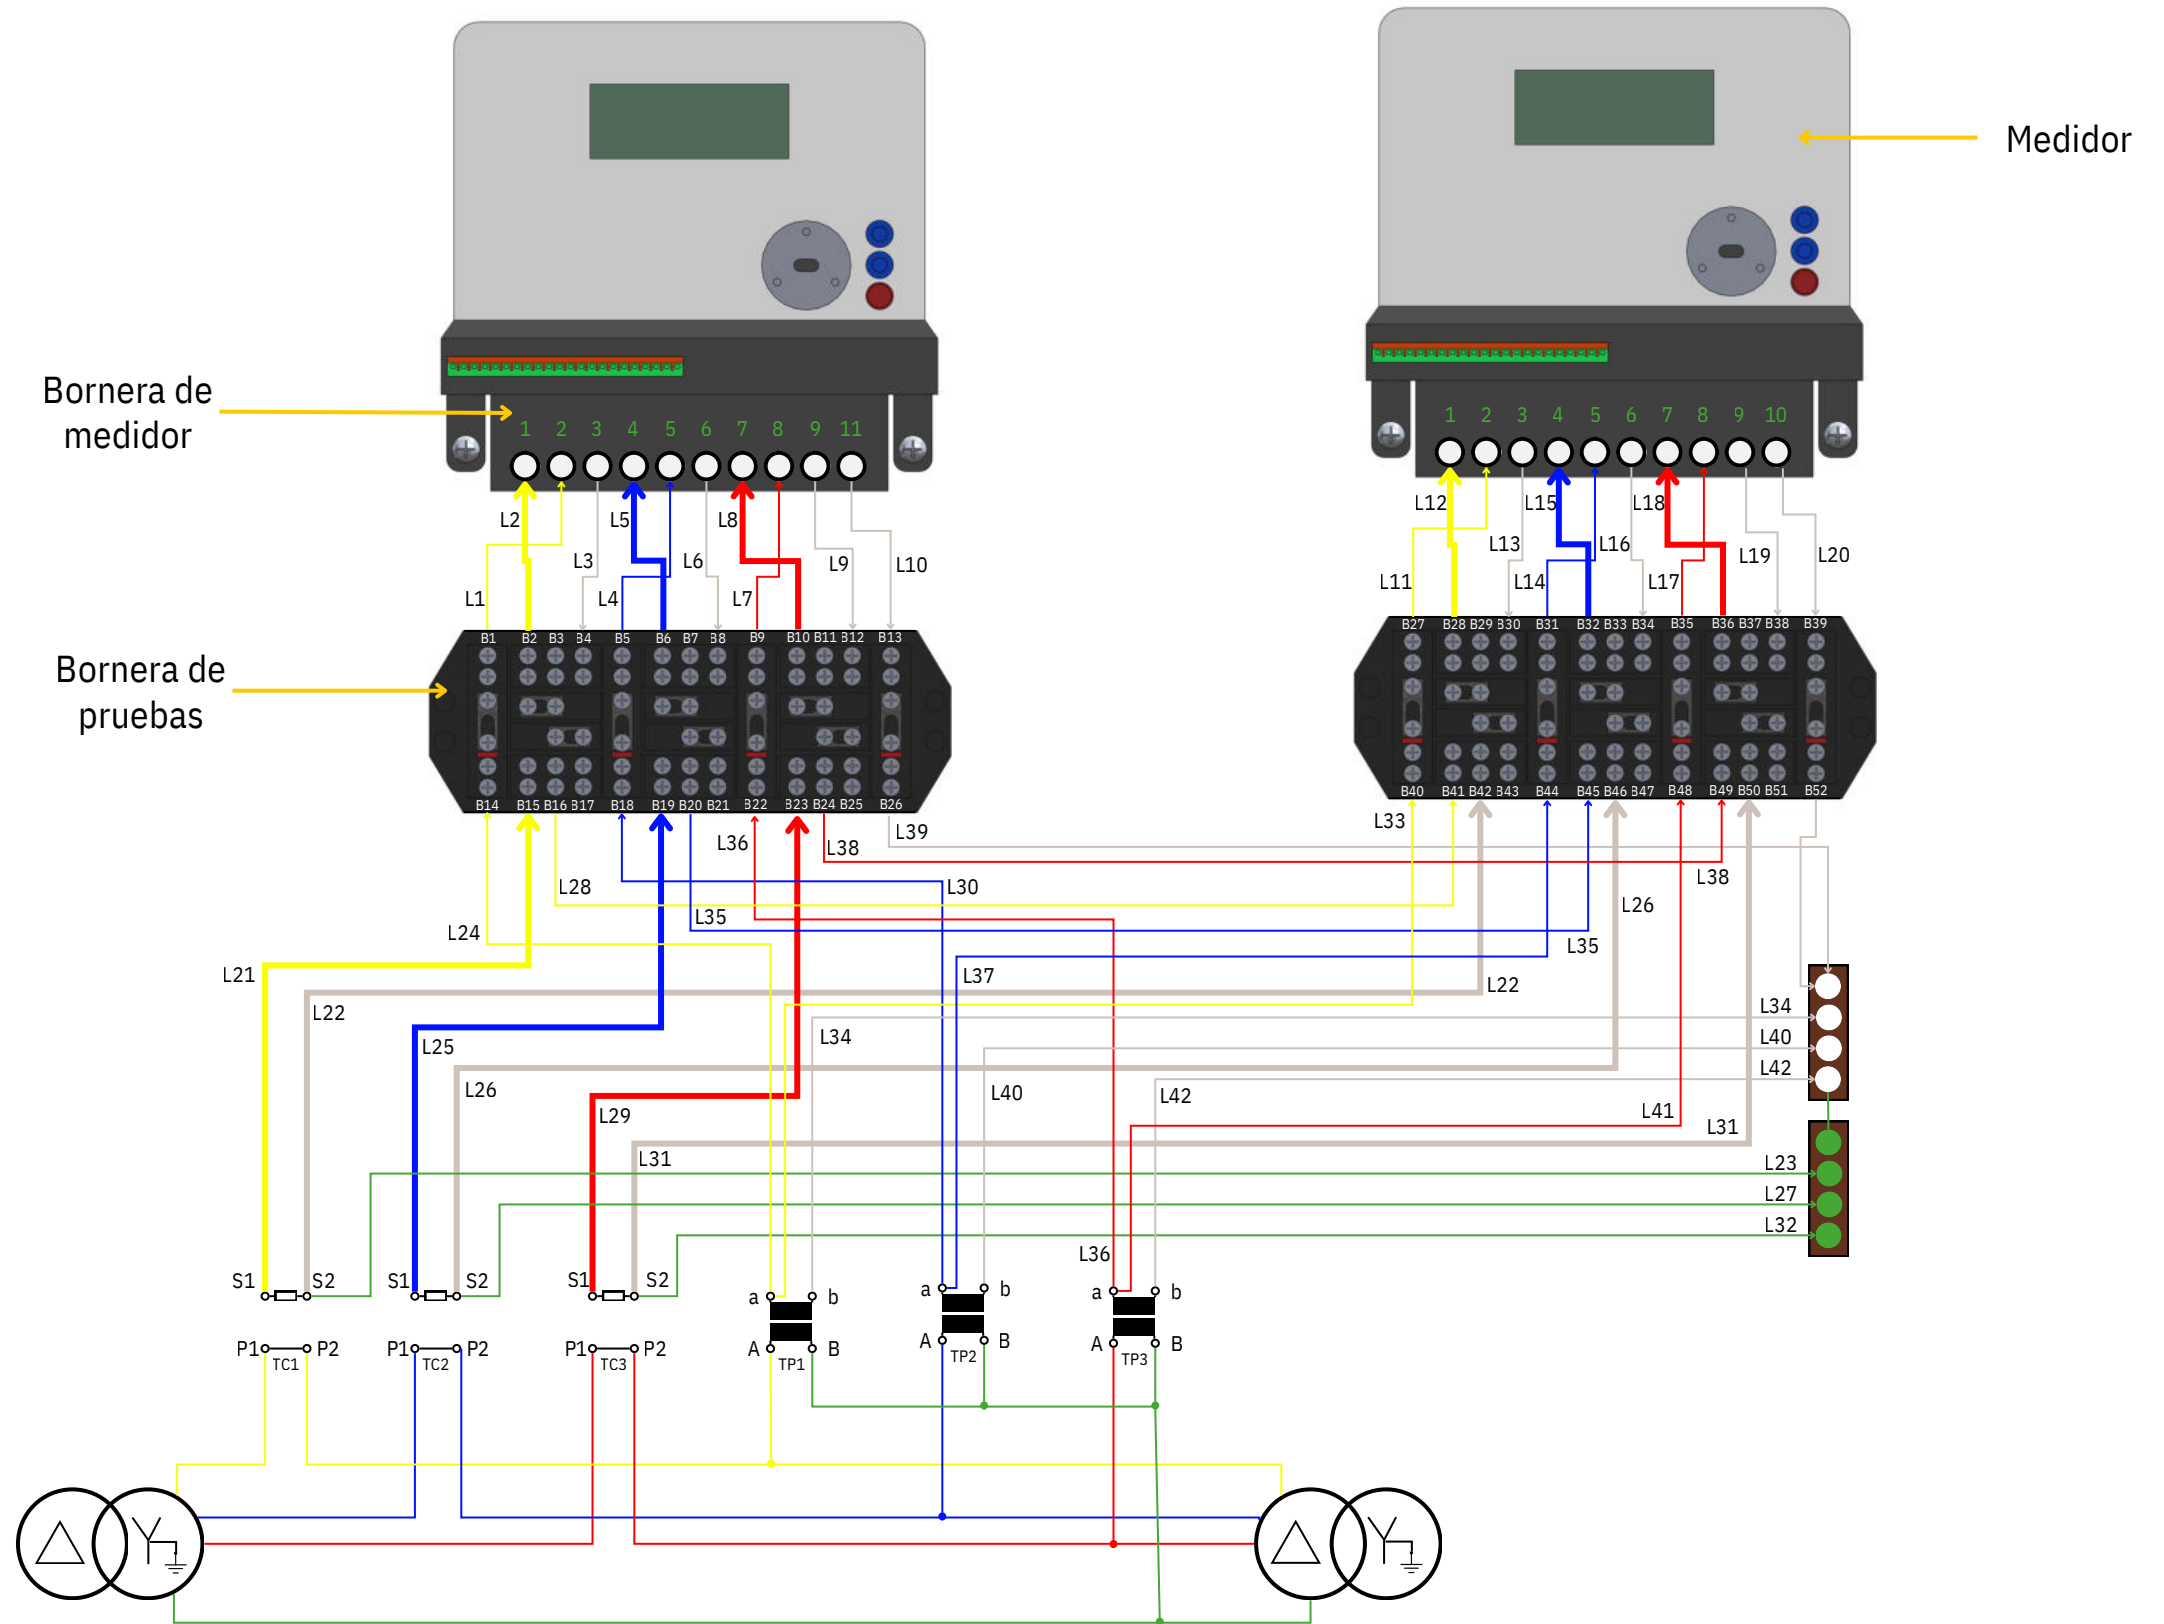 Medidor
Bornera de
medidor
1 2 3 4 5 6 7 8 9 11
1 2 3 4 5 6 7 8 9 10
L2 L5 L8
L3 L6 L9 L10
L1 L4 L7
L12 L15 L18
L13 L16 L19 L20
L11 L14 L17
Bornera de
pruebas
B1 B2 B3 B4 B5 B6 B7 B8 B9 B10 B11 B12 B13
B27 B28 B29 B30 B31 B32 B33 B34 B35 B36 B37 B38 B39
B14 B15 B16 B17 B18 B19 B20 B21 B22 B23 B24 B25 B26
B40 B41 B42 B43 B44 B45 B46 B47 B48 B49 B50 B51 B52
L33
L39
L36 L38
L38
L28 L30
L26
L35
L24
L35
L21 L37
L22
L22
L34
L34
L25 L40
L42
L26 L40 L42
L29 L41
L31
L31
L23
L27
L32
L36
S1 S2 S1 S2 S1 S2
a b a b a b
P1 P2 P1 P2 P1 P2 A B A B A B
TC1 TC2 TC3 TP1 TP2 TP3